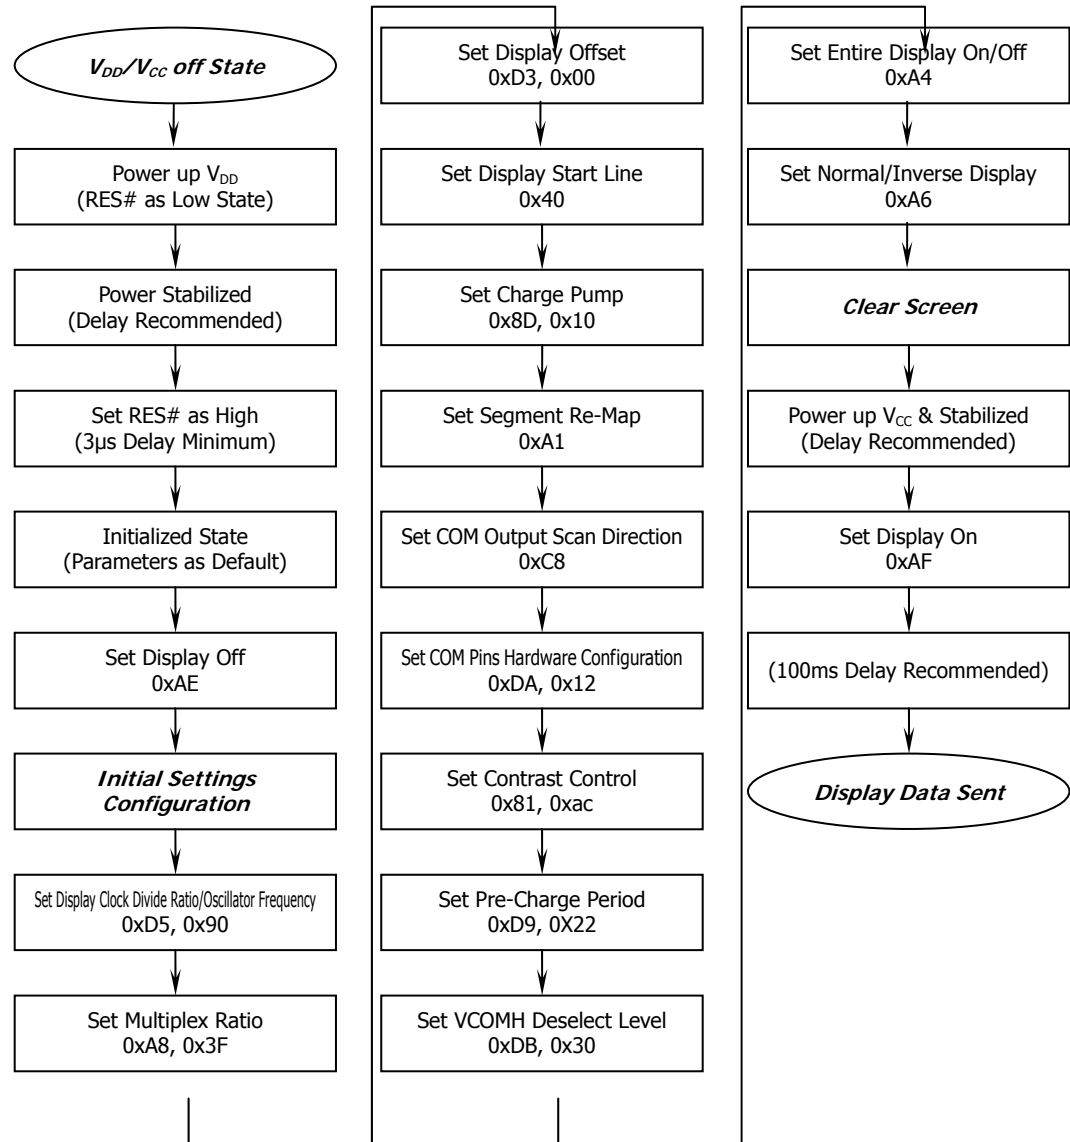 V_DD/V_CC off State
Power up V_DD
(RES# as Low State)
Power Stabilized
(Delay Recommended)
Set RES# as High
(3μs Delay Minimum)
Initialized State
(Parameters as Default)
Set Display Off
0xAE
Initial Settings
Configuration
Set Display Clock Divide Ratio/Oscillator Frequency
0xD5, 0x90
Set Multiplex Ratio
0xA8, 0x3F
Set Display Offset
0xD3, 0x00
Set Display Start Line
0x40
Set Charge Pump
0x8D, 0x10
Set Segment Re-Map
0xA1
Set COM Output Scan Direction
0xC8
Set COM Pins Hardware Configuration
0xDA, 0x12
Set Contrast Control
0x81, 0xac
Set Pre-Charge Period
0xD9, 0X22
Set VCOMH Deselect Level
0xDB, 0x30
Set Entire Display On/Off
0xA4
Set Normal/Inverse Display
0xA6
Clear Screen
Power up V_CC & Stabilized
(Delay Recommended)
Set Display On
0xAF
(100ms Delay Recommended)
Display Data Sent